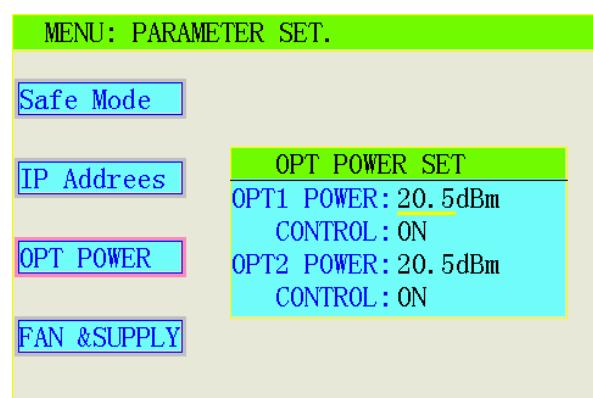 MENU: PARAMETER SET.
Safe Mode
IP Addrees
OPT POWER
FAN &SUPPLY
OPT POWER SET
OPT1 POWER:20.5dBm
CONTROL:ON
OPT2 POWER:20.5dBm
CONTROL:ON